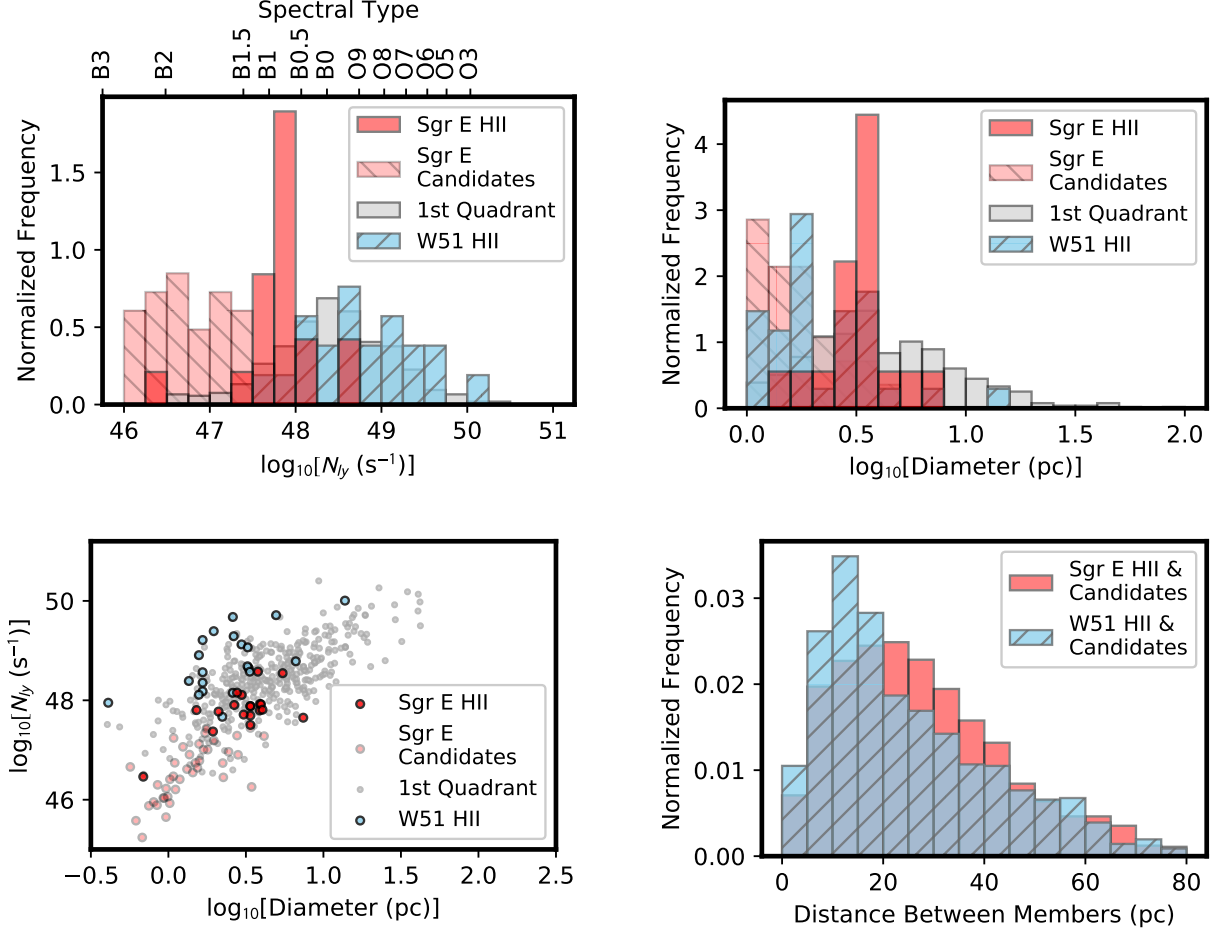 Spectral Type
B3
B2
B1.5
B1
B0.5
B0
O9
O8
O7
O6
O5
O3
Normalized Frequency
1.5
1.0
0.5
0.0
46
47
48
49
50
51
log₁₀[Nₗᵧ (s⁻¹)]
Sgr E HII
Sgr E
Candidates
1st Quadrant
W51 HII
Normalized Frequency
4
3
2
1
0
0.0
0.5
1.0
1.5
2.0
log₁₀[Diameter (pc)]
Sgr E HII
Sgr E
Candidates
1st Quadrant
W51 HII
log₁₀[Nₗᵧ (s⁻¹)]
50
48
46
−0.5
0.0
0.5
1.0
1.5
2.0
2.5
log₁₀[Diameter (pc)]
Sgr E HII
Sgr E
Candidates
1st Quadrant
W51 HII
Normalized Frequency
0.03
0.02
0.01
0.00
0
20
40
60
80
Distance Between Members (pc)
Sgr E HII &
Candidates
W51 HII &
Candidates